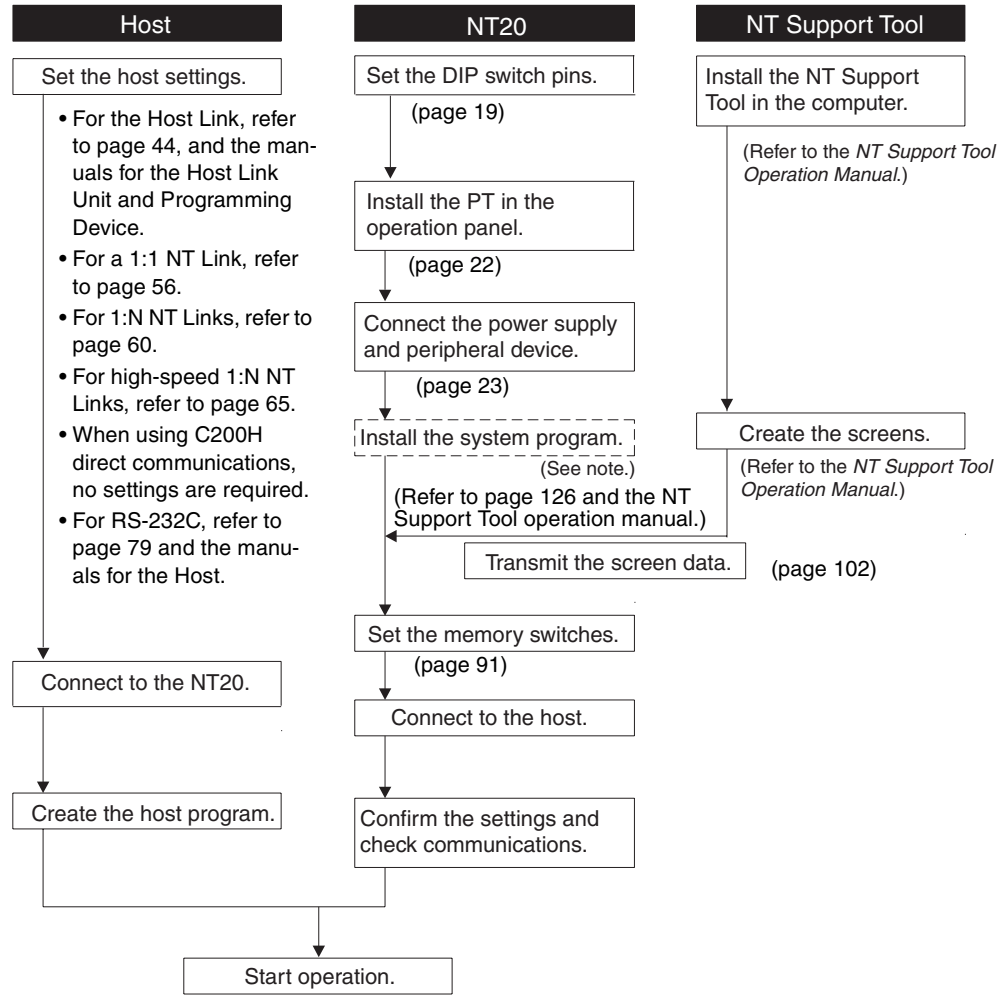 Host
Set the host settings.
• For the Host Link, refer
to page 44, and the man-
uals for the Host Link
Unit and Programming
Device.
• For a 1:1 NT Link, refer
to page 56.
• For 1:N NT Links, refer to
page 60.
• For high-speed 1:N NT
Links, refer to page 65.
• When using C200H
direct communications,
no settings are required.
• For RS-232C, refer to
page 79 and the manu-
als for the Host.
Connect to the NT20.
Create the host program.
NT20
Set the DIP switch pins.
(page 19)
Install the PT in the
operation panel.
(page 22)
Connect the power supply
and peripheral device.
(page 23)
Install the system program.
(See note.)
(Refer to page 126 and the NT
Support Tool operation manual.)
Set the memory switches.
(page 91)
Connect to the host.
Confirm the settings and
check communications.
NT Support Tool
Install the NT Support
Tool in the computer.
(Refer to the NT Support Tool
Operation Manual.)
Create the screens.
(Refer to the NT Support Tool
Operation Manual.)
Transmit the screen data.
(page 102)
Start operation.